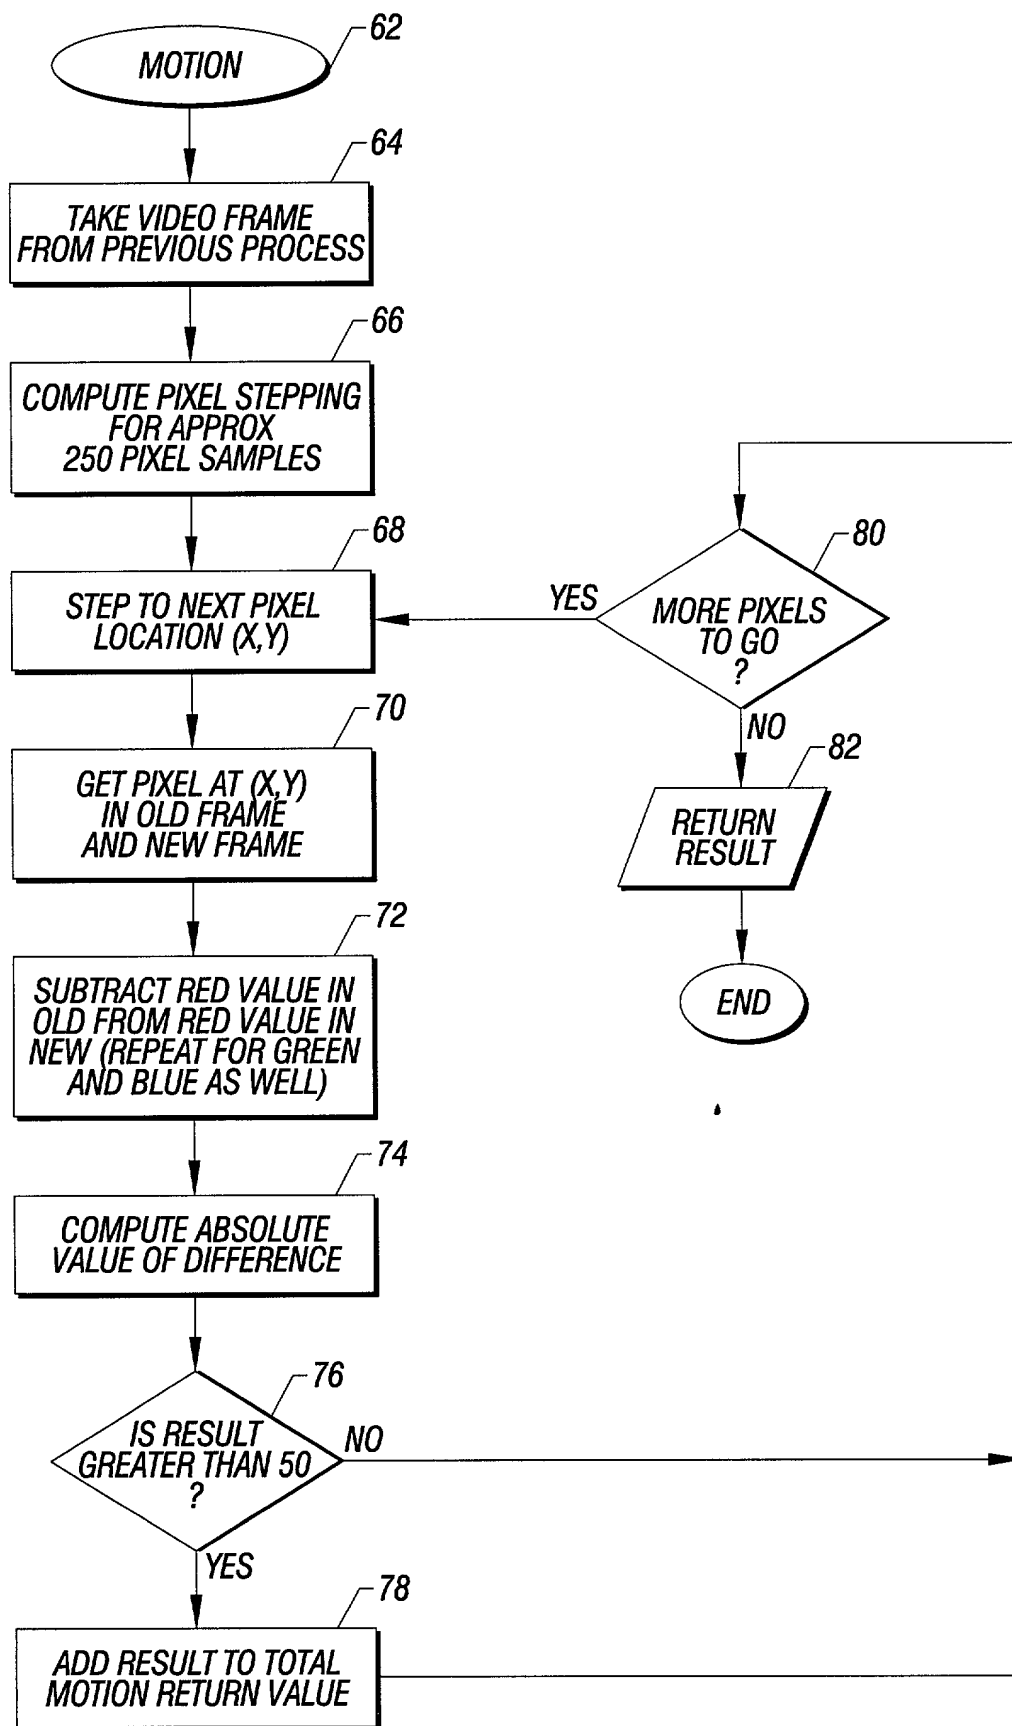 62
MOTION
64
TAKE VIDEO FRAME
FROM PREVIOUS PROCESS
66
COMPUTE PIXEL STEPPING
FOR APPROX
250 PIXEL SAMPLES
68
STEP TO NEXT PIXEL
LOCATION (X,Y)
70
GET PIXEL AT (X,Y)
IN OLD FRAME
AND NEW FRAME
72
SUBTRACT RED VALUE IN
OLD FROM RED VALUE IN
NEW (REPEAT FOR GREEN
AND BLUE AS WELL)
74
COMPUTE ABSOLUTE
VALUE OF DIFFERENCE
76
IS RESULT
GREATER THAN 50
?
NO
YES
78
ADD RESULT TO TOTAL
MOTION RETURN VALUE
80
MORE PIXELS
TO GO
?
YES
NO
82
RETURN
RESULT
END